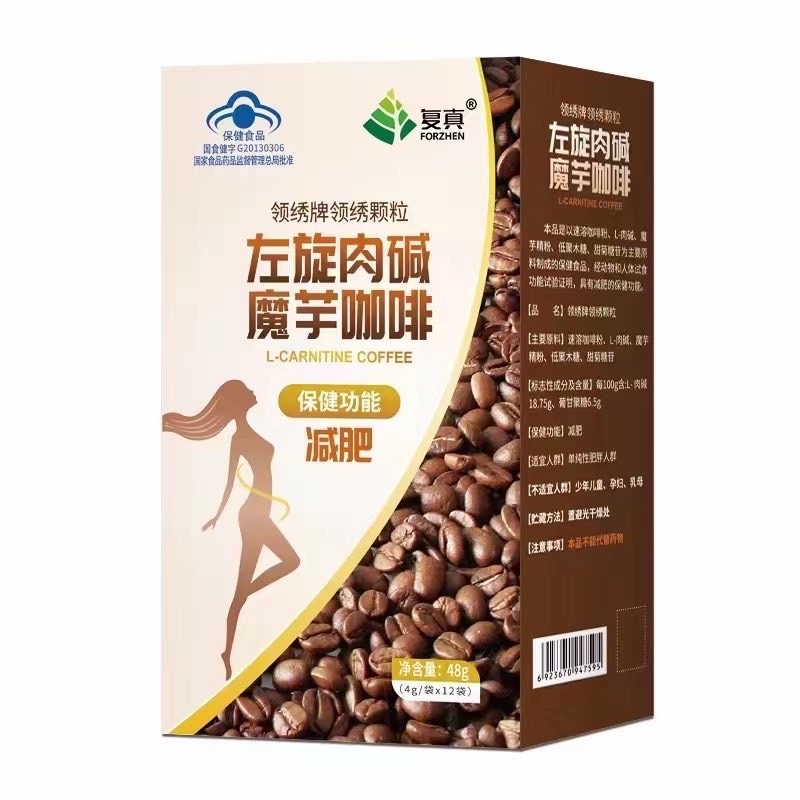 保健食品
国食健字G20130306
国家食品药品监督管理总局批准
复真®
FORZHEN
领绣牌领绣颗粒
左旋肉碱
魔芋咖啡
L-CARNITINE COFFEE
保健功能
减肥
净含量：48g
（4g/袋x12袋）
领绣牌领绣颗粒
左旋肉碱
魔芋咖啡
L-CARNITINE COFFEE
本品是以速溶咖啡粉、L-肉碱、魔
芋精粉、低聚木糖、甜菊糖苷为主要原
料制成的保健食品，经动物和人体试食
功能试验证明，具有减肥的保健功能。
【品 名】领绣牌领绣颗粒
【主要原料】速溶咖啡粉、L-肉碱、魔芋
精粉、低聚木糖、甜菊糖苷
【标志性成分及含量】每100g含：L-肉碱
18.75g、葡甘聚糖6.5g
【保健功能】减肥
【适宜人群】单纯性肥胖人群
【不适宜人群】少年儿童、孕妇、乳母
【贮藏方法】置避光干燥处
【注意事项】本品不能代替药物
6923670947595